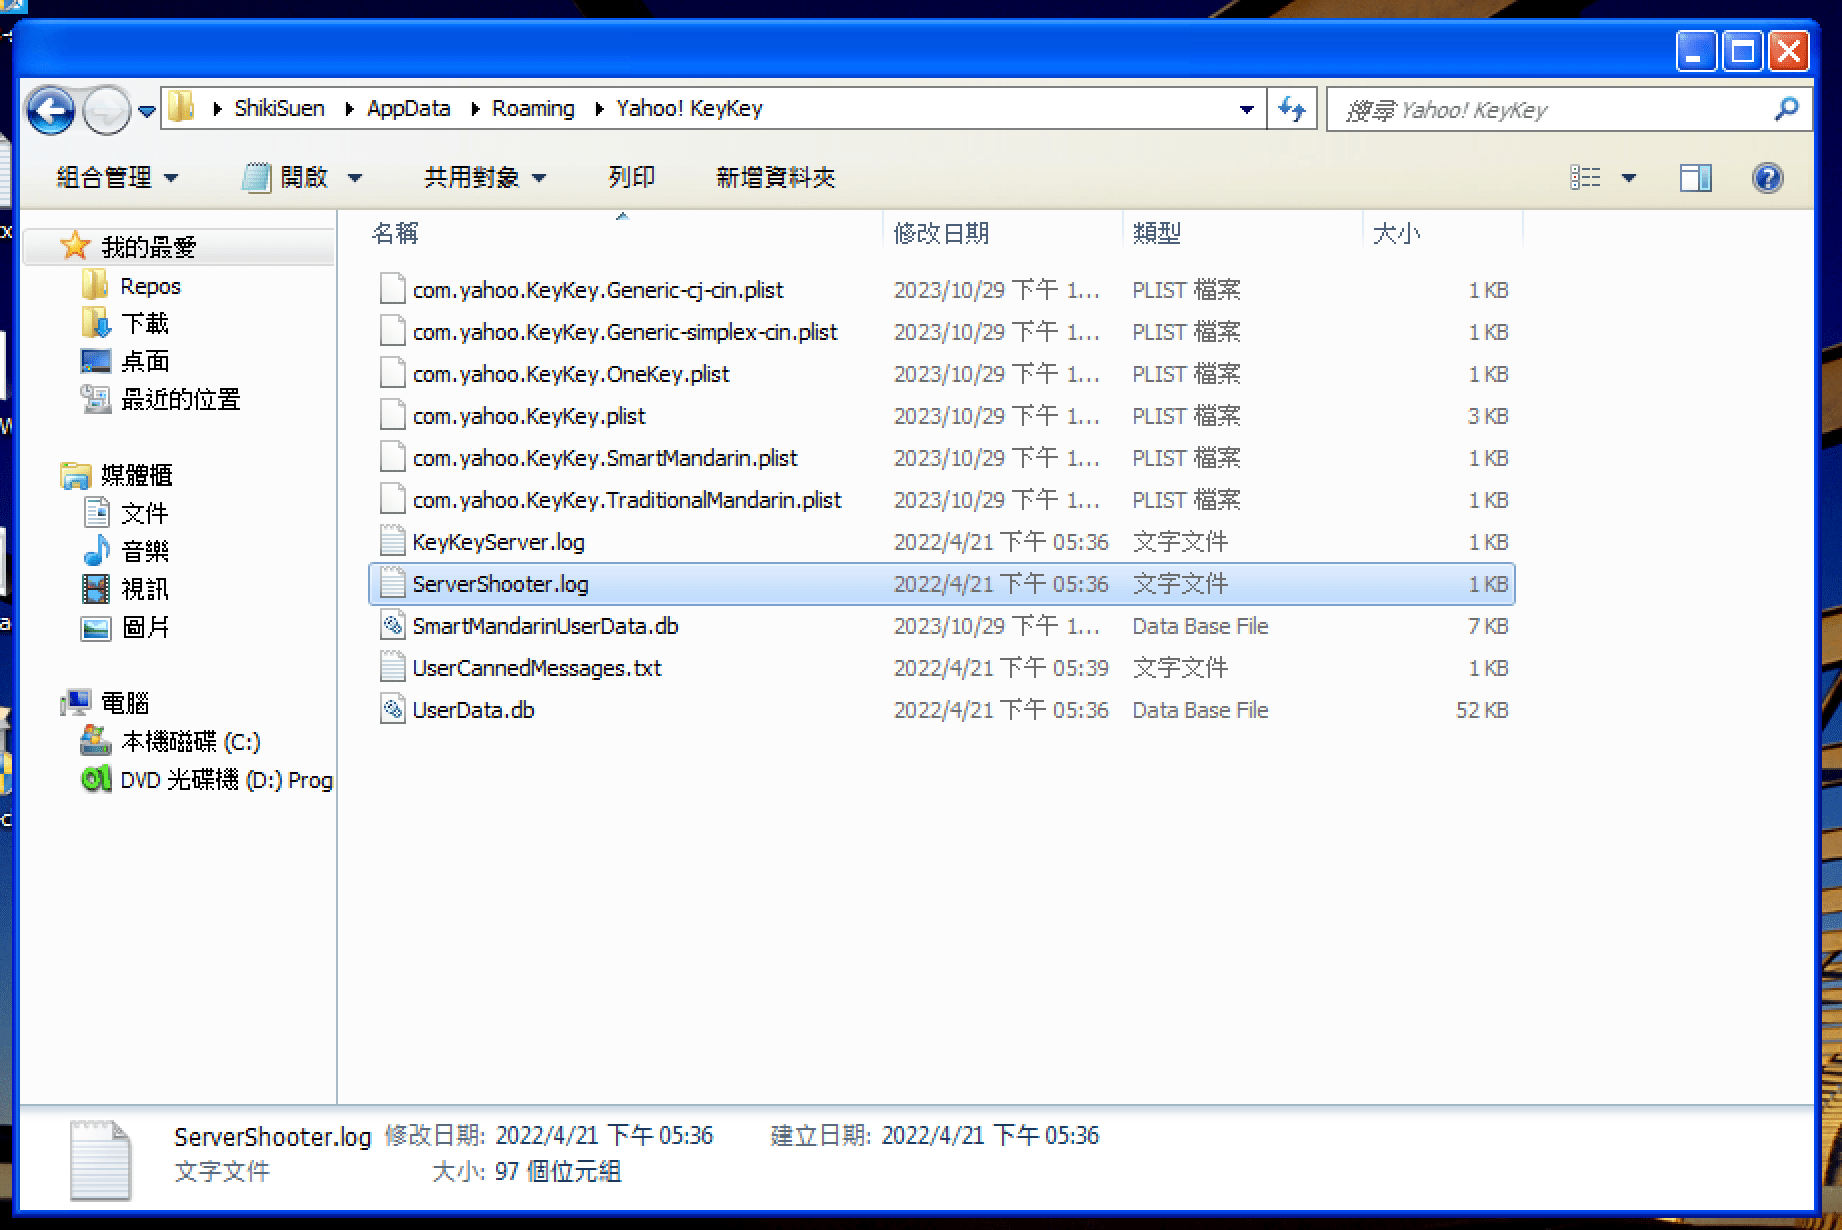 ShikiSuen AppData Roaming Yahoo! KeyKey 搜尋 Yahoo! KeyKey
組合管理 開啟 共用對象 列印 新增資料夾
我的最愛
Repos
下載
桌面
最近的位置
媒體櫃
文件
音樂
視訊
圖片
電腦
本機磁碟 (C:)
DVD 光碟機 (D:) Prog
名稱 修改日期 類型 大小
com.yahoo.KeyKey.Generic-cj-cin.plist 2023/10/29 下午 1... PLIST 檔案 1 KB
com.yahoo.KeyKey.Generic-simplex-cin.plist 2023/10/29 下午 1... PLIST 檔案 1 KB
com.yahoo.KeyKey.OneKey.plist 2023/10/29 下午 1... PLIST 檔案 1 KB
com.yahoo.KeyKey.plist 2023/10/29 下午 1... PLIST 檔案 3 KB
com.yahoo.KeyKey.SmartMandarin.plist 2023/10/29 下午 1... PLIST 檔案 1 KB
com.yahoo.KeyKey.TraditionalMandarin.plist 2023/10/29 下午 1... PLIST 檔案 1 KB
KeyKeyServer.log 2022/4/21 下午 05:36 文字文件 1 KB
ServerShooter.log 2022/4/21 下午 05:36 文字文件 1 KB
SmartMandarinUserData.db 2023/10/29 下午 1... Data Base File 7 KB
UserCannedMessages.txt 2022/4/21 下午 05:39 文字文件 1 KB
UserData.db 2022/4/21 下午 05:36 Data Base File 52 KB
ServerShooter.log 修改日期: 2022/4/21 下午 05:36 建立日期: 2022/4/21 下午 05:36
文字文件 大小: 97 個位元組